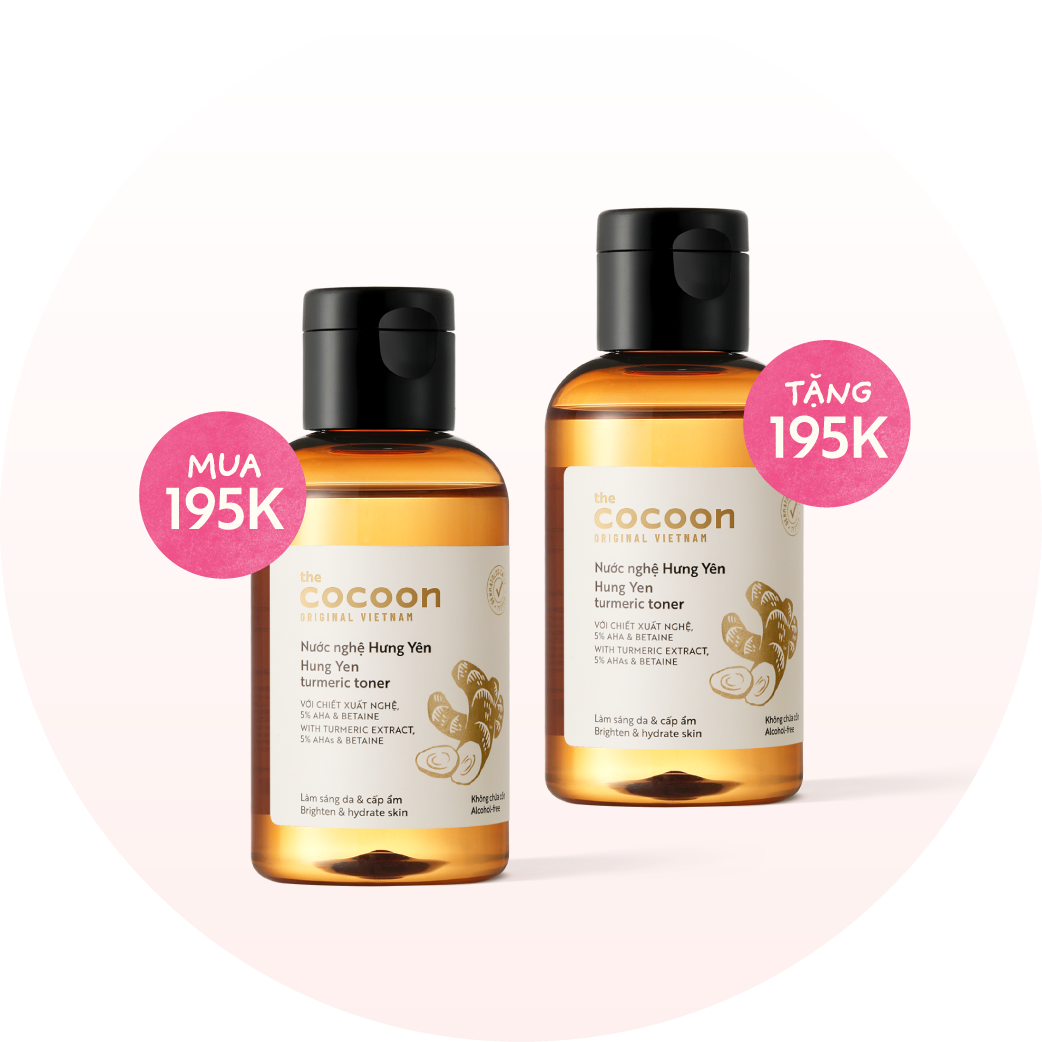 MUA
195K
the
cocoon
ORIGINAL VIETNAM
Nước nghệ Hưng Yên
Hung Yen
turmeric toner
VỚI CHIẾT XUẤT NGHỆ,
5% AHA & BETAINE
WITH TURMERIC EXTRACT,
5% AHAs & BETAINE
Làm sáng da & cấp ẩm
Brighten & hydrate skin
Không chứa cồn
Alcohol-free
TẶNG
195K
the
cocoon
ORIGINAL VIETNAM
Nước nghệ Hưng Yên
Hung Yen
turmeric toner
VỚI CHIẾT XUẤT NGHỆ,
5% AHA & BETAINE
WITH TURMERIC EXTRACT,
5% AHAs & BETAINE
Làm sáng da & cấp ẩm
Brighten & hydrate skin
Không chứa cồn
Alcohol-free